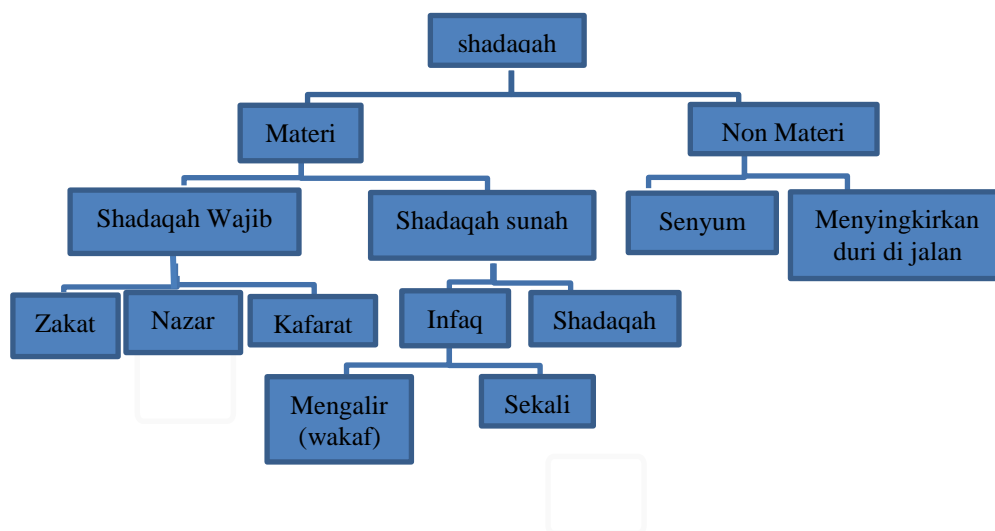 shadaqah
Materi
Non Materi
Shadaqah Wajib
Shadaqah sunah
Senyum
Menyingkirkan
duri di jalan
Zakat
Nazar
Kafarat
Infaq
Shadaqah
Mengalir
(wakaf)
Sekali